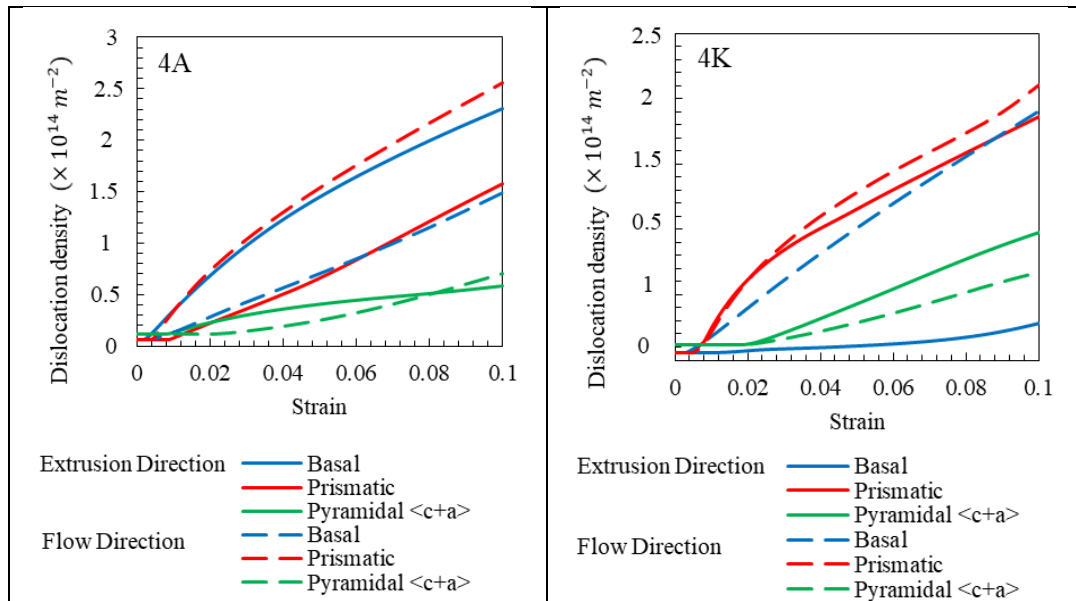 4A
Dislocation density (× 10¹⁴ m⁻²)
3
2.5
2
1.5
1
0.5
0
0 0.02 0.04 0.06 0.08 0.1
Strain
Extrusion Direction
Basal
Prismatic
Pyramidal <c+a>
Flow Direction
Basal
Prismatic
Pyramidal <c+a>
4K
Dislocation density (× 10¹⁴ m⁻²)
2.5
2
1.5
0.5
1
0
0 0.02 0.04 0.06 0.08 0.1
Strain
Extrusion Direction
Basal
Prismatic
Pyramidal <c+a>
Flow Direction
Basal
Prismatic
Pyramidal <c+a>